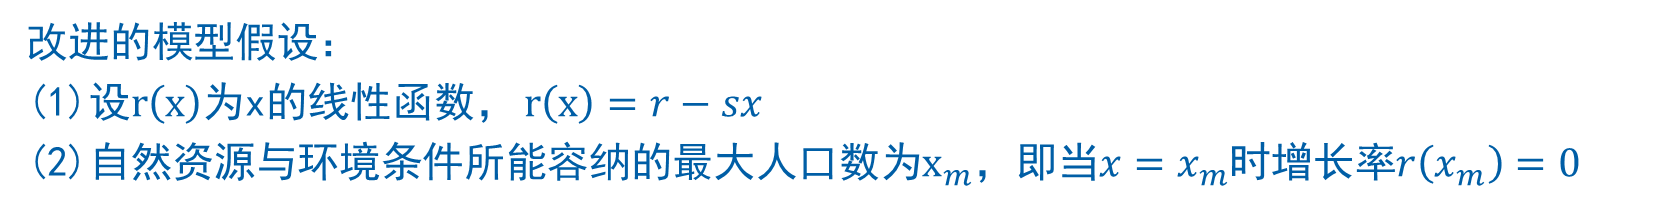 改进的模型假设：
(1)设r(x)为x的线性函数， r(x) = r − sx
(2)自然资源与环境条件所能容纳的最大人口数为xₘ，即当x = xₘ时增长率r(xₘ) = 0